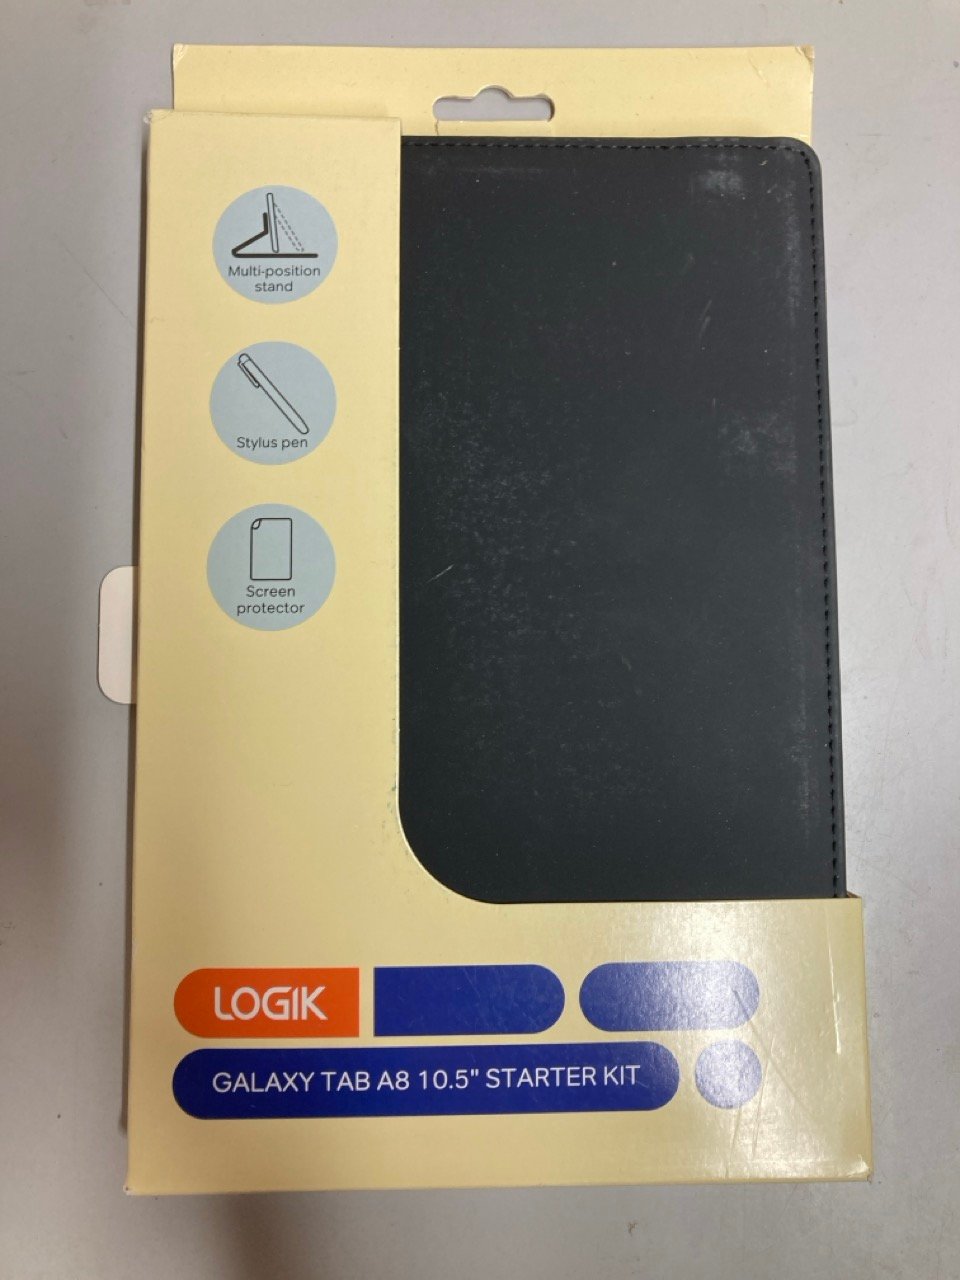 Multi-position
stand
Stylus pen
Screen
protector
LOGIK
GALAXY TAB A8 10.5" STARTER KIT